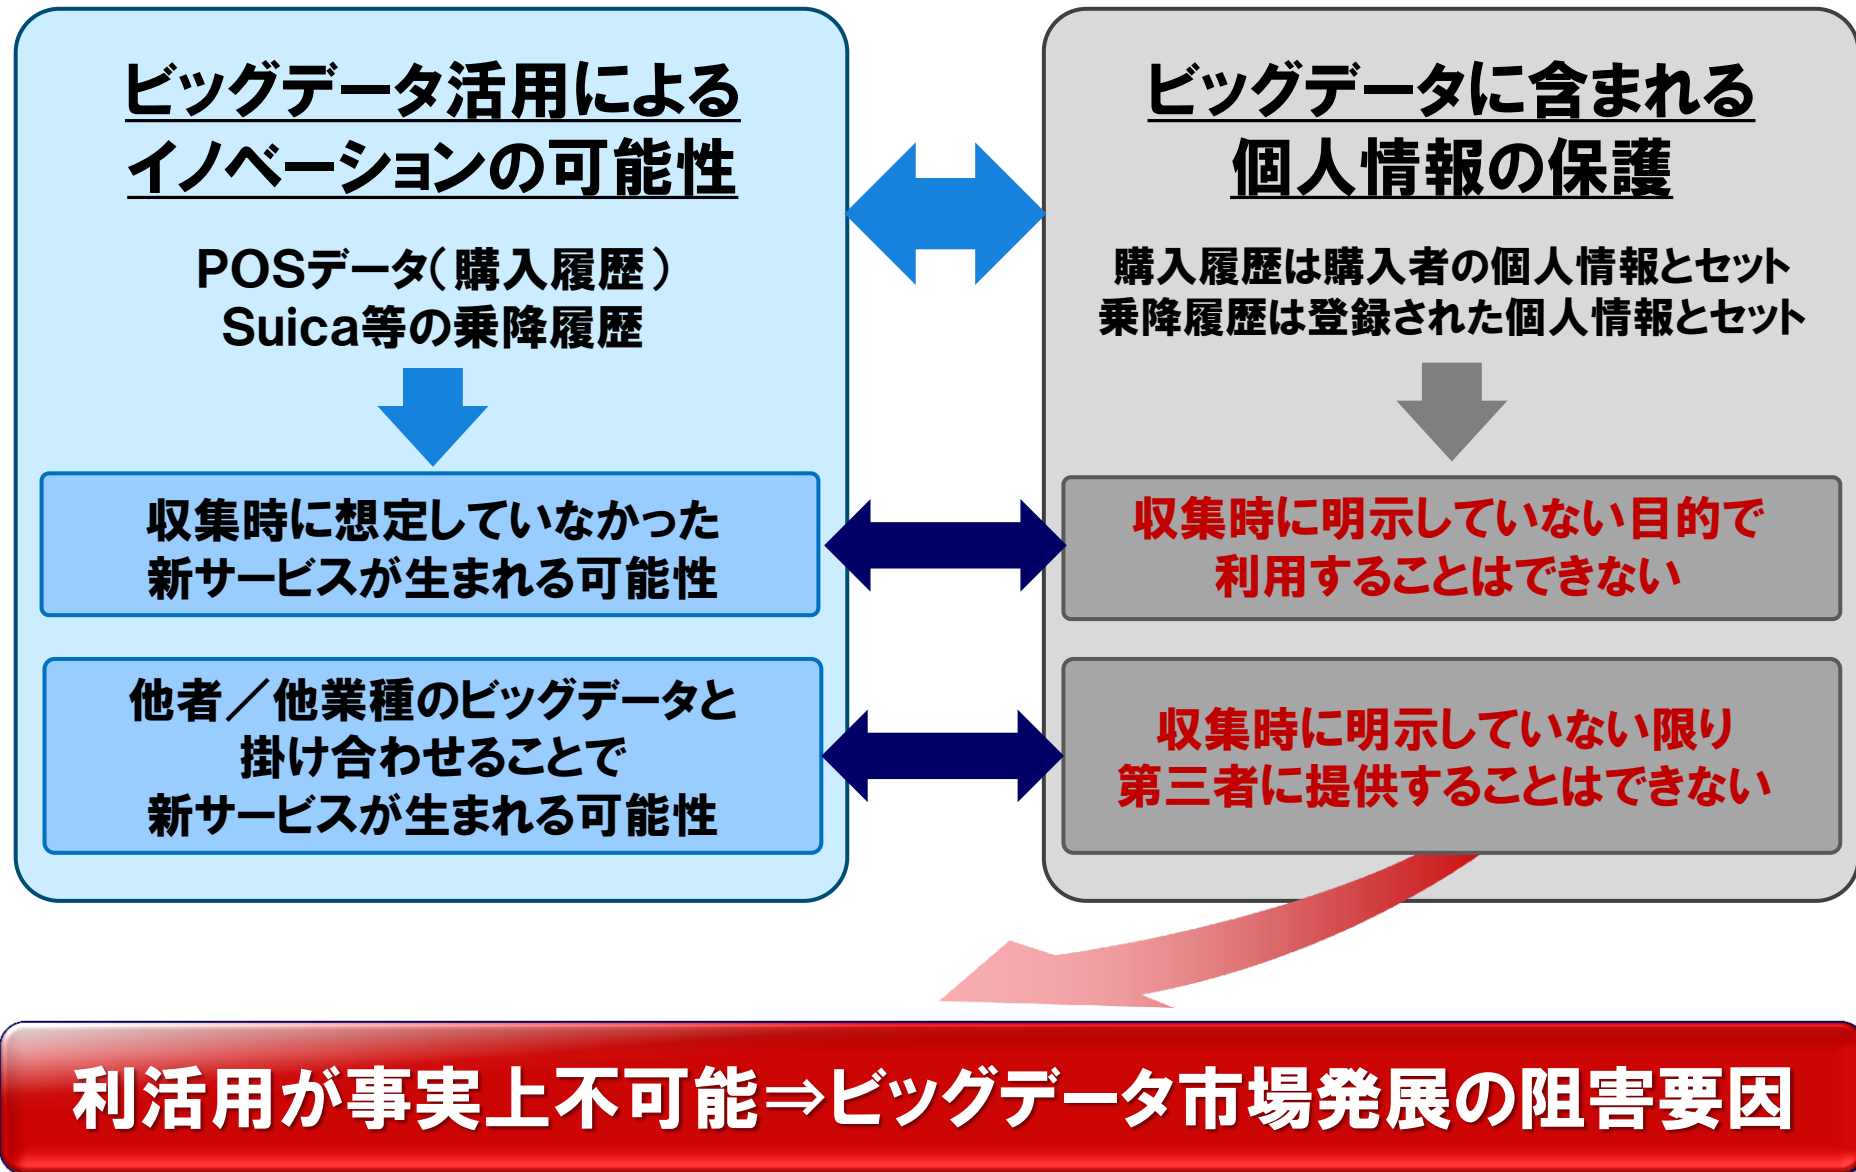 ビッグデータ活用による
イノベーションの可能性
POSデータ(購入履歴)
Suica等の乗降履歴
収集時に想定していなかった
新サービスが生まれる可能性
他者／他業種のビッグデータと
掛け合わせることで
新サービスが生まれる可能性
ビッグデータに含まれる
個人情報の保護
購入履歴は購入者の個人情報とセット
乗降履歴は登録された個人情報とセット
収集時に明示していない目的で
利用することはできない
収集時に明示していない限り
第三者に提供することはできない
利活用が事実上不可能⇒ビッグデータ市場発展の阻害要因